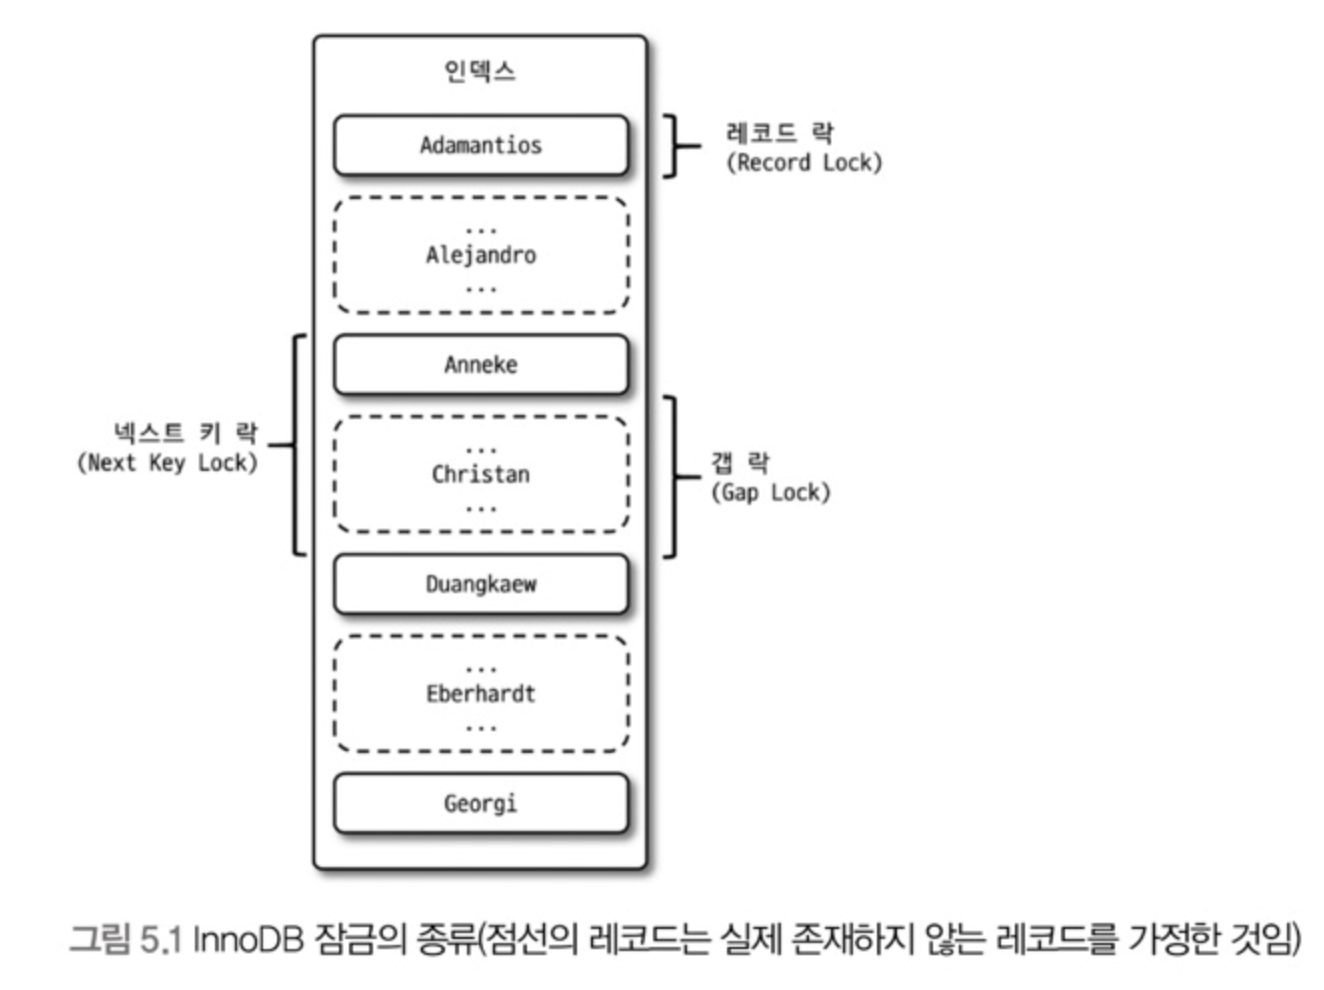 인덱스
Adamantios
레코드 락
(Record Lock)
...
Alejandro
...
Anneke
넥스트 키 락
(Next Key Lock)
...
Christan
...
갭 락
(Gap Lock)
Duangkaew
...
Eberhardt
...
Georgi
그림 5.1 InnoDB 잠금의 종류(점선의 레코드는 실제 존재하지 않는 레코드를 가정한 것임)